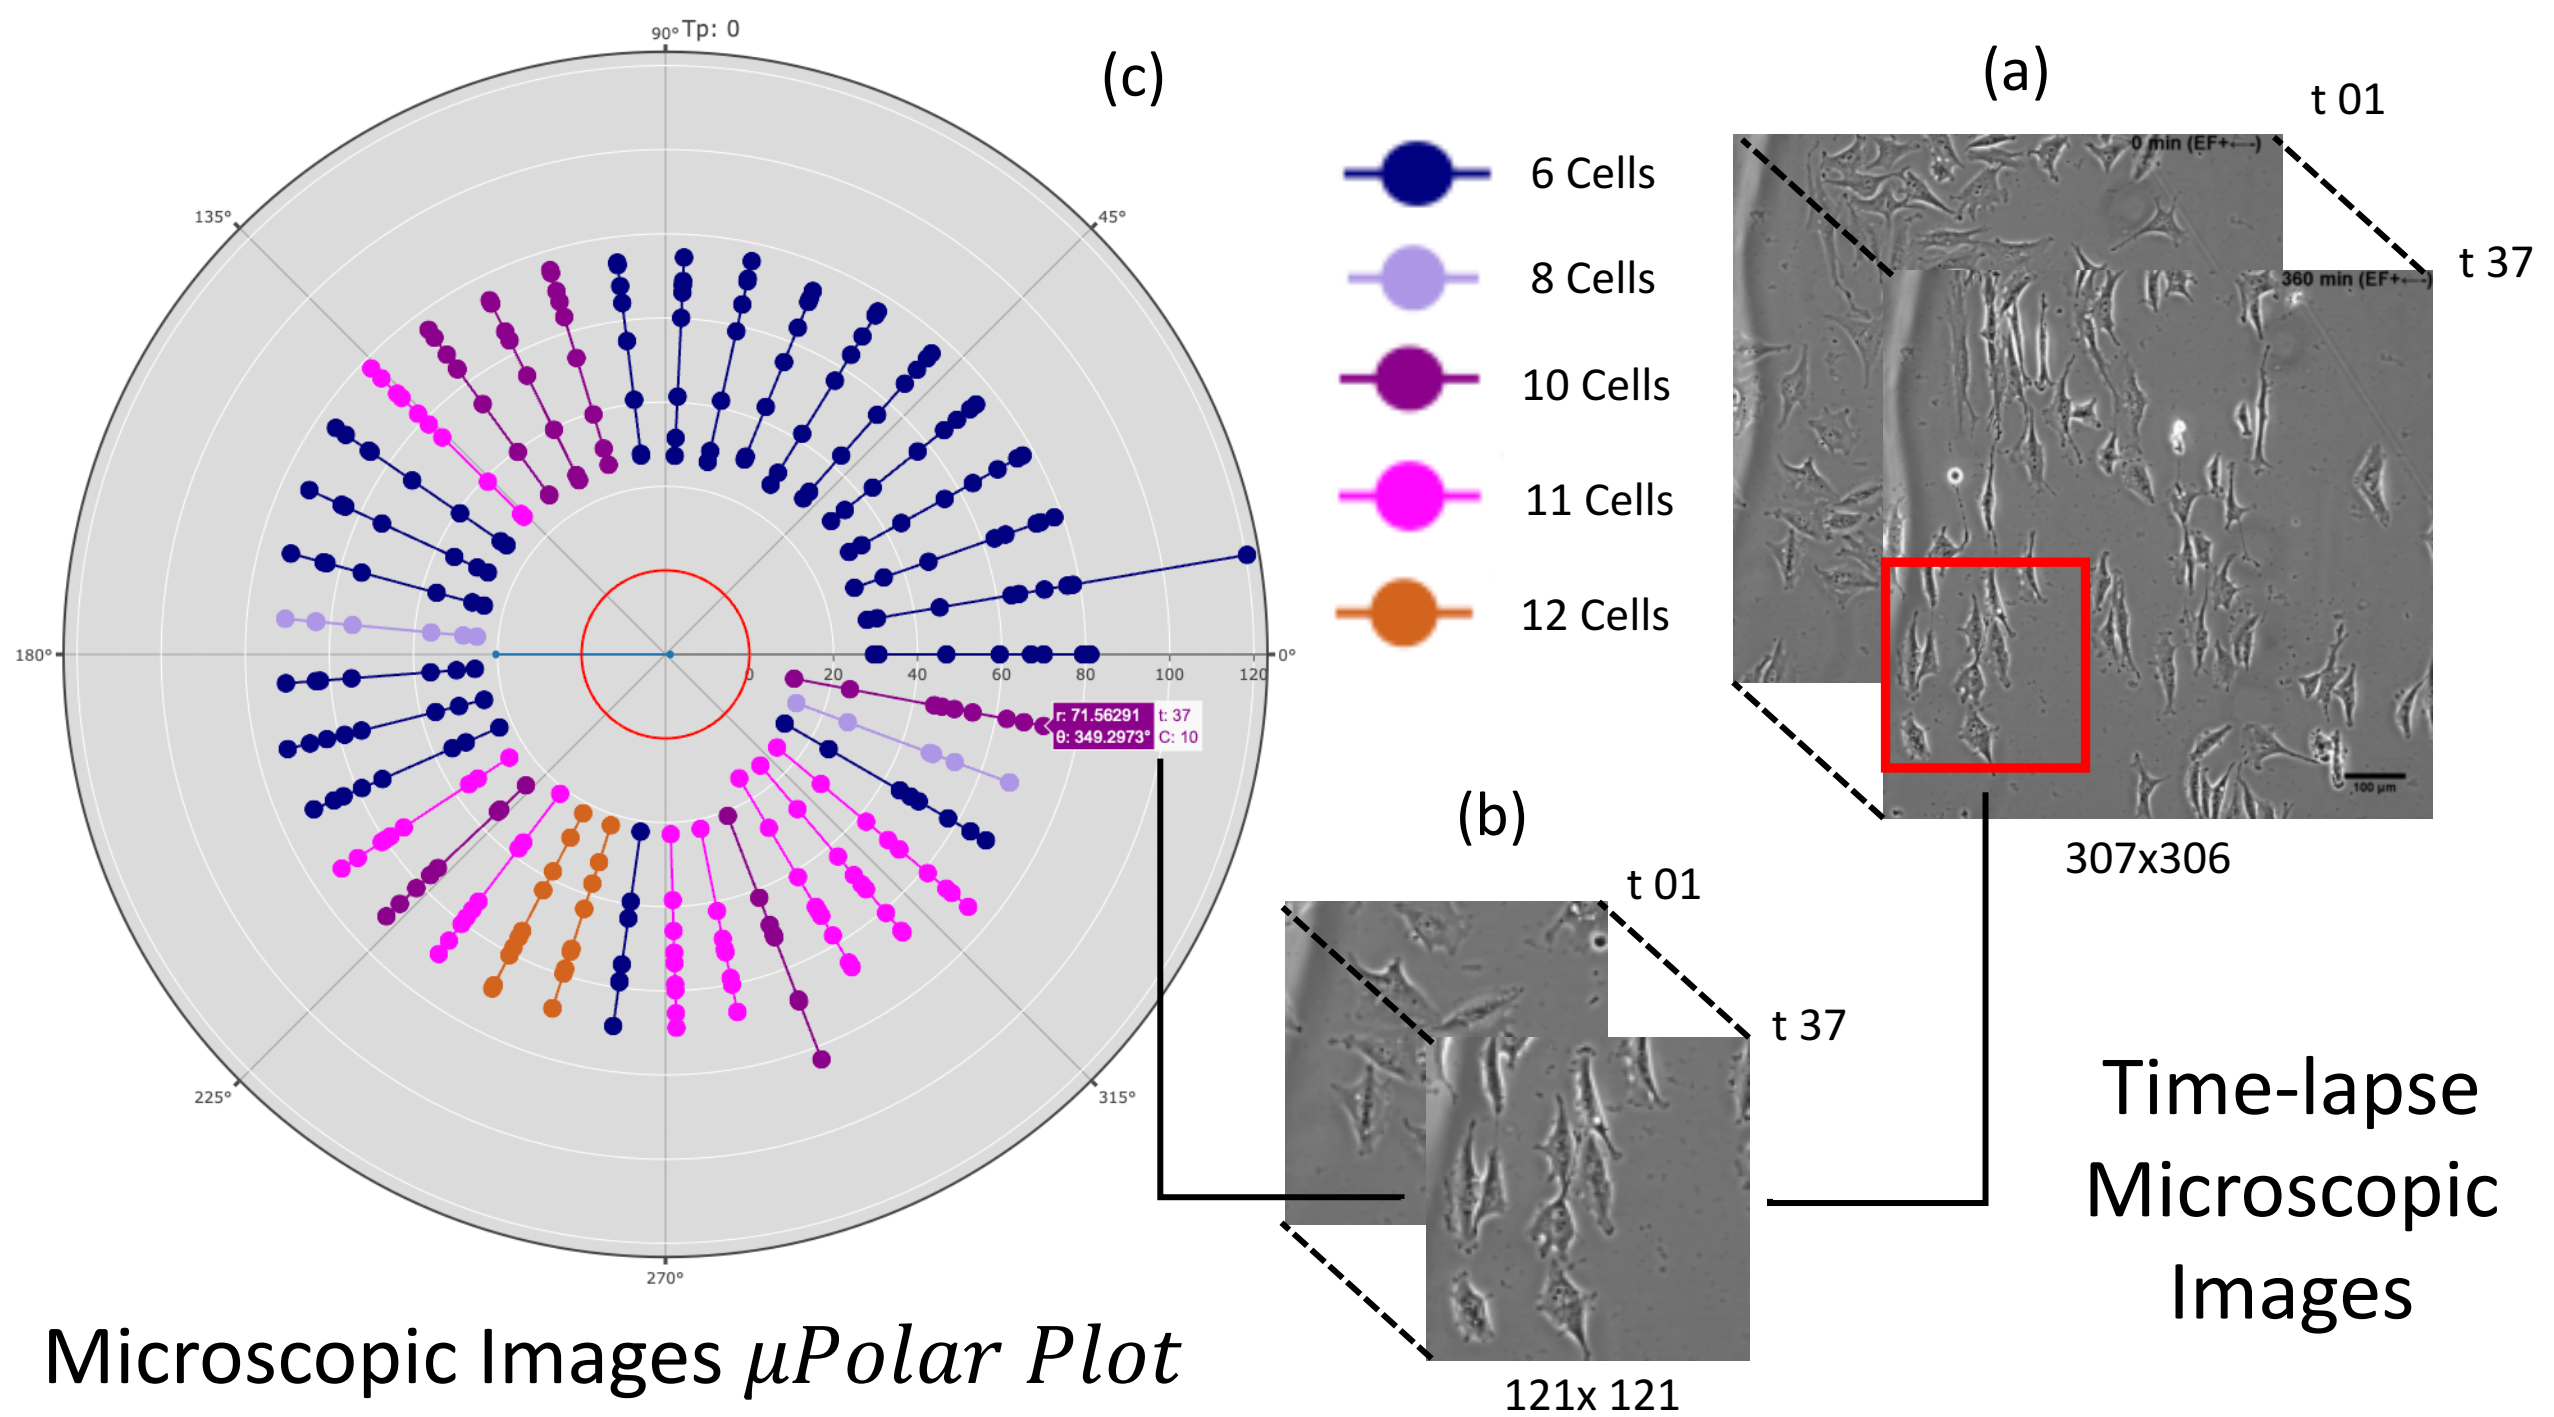 90° Tp: 0
(c)
(a)
t 01
t 37
135°
45°
180°
0°
0 20 40 60 80 100 120
r: 71.56291 t: 37
θ: 349.2973° C: 10
225°
315°
270°
6 Cells
8 Cells
10 Cells
11 Cells
12 Cells
0 min (EF+←–)
360 min (EF+←–)
100 µm
307x306
(b)
t 01
t 37
121x 121
Time-lapse
Microscopic
Images
Microscopic Images μPolar Plot